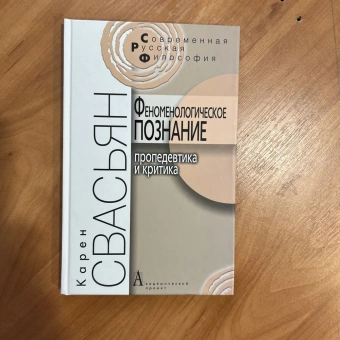 Современная
Русская
Философия
Карен
СВАСЬЯН
Феноменологическое
ПОЗНАНИЕ
пропедевтика
и критика
Академический
Проект